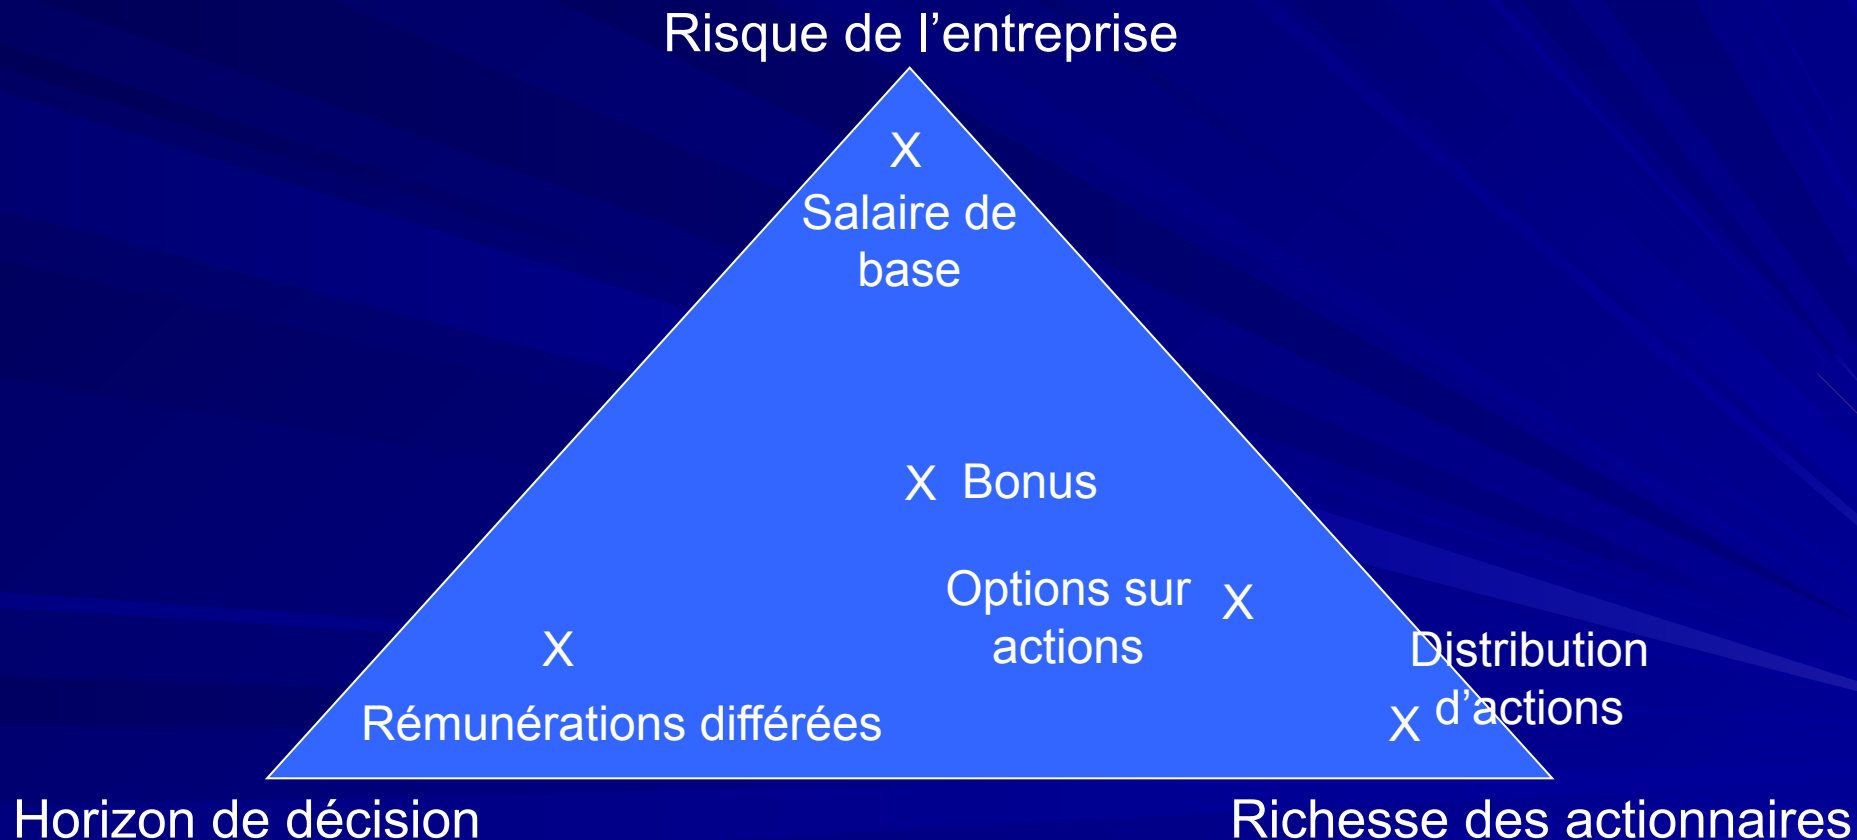 Risque de l’entreprise
X
Salaire de
base
X Bonus
Options sur
actions
X
X
Rémunérations différées
Distribution
d’actions
X
Horizon de décision
Richesse des actionnaires